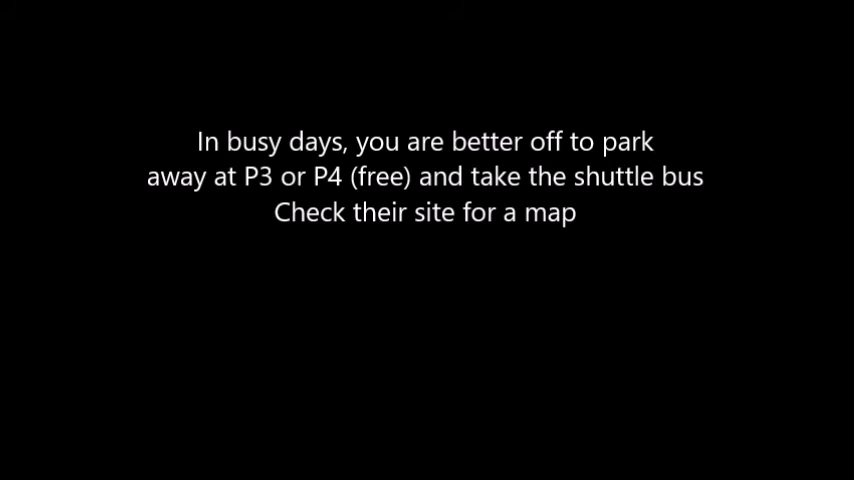 In busy days, you are better off to park
away at P3 or P4 (free) and take the shuttle bus
Check their site for a map